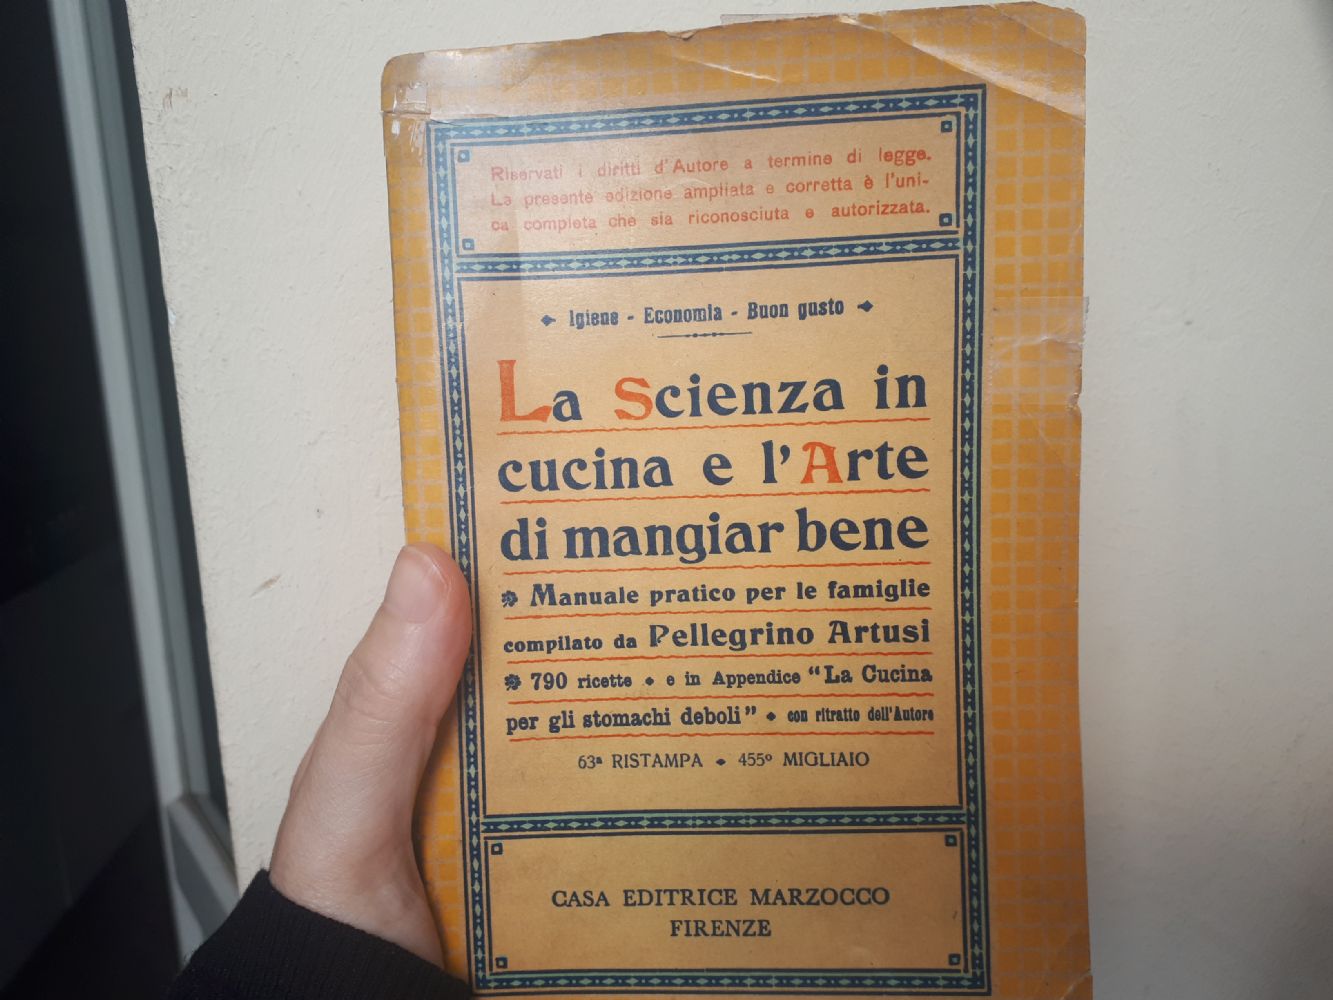 Riservati i diritti d'Autore a termine di legge.
La presente edizione ampliata e corretta è l'uni-
ca completa che sia riconosciuta e autorizzata.
Igiene - Economia - Buon gusto
La Scienza in
cucina e l'Arte
di mangiar bene
Manuale pratico per le famiglie
compilato da Pellegrino Artusi
790 ricette • e in Appendice "La Cucina
per gli stomachi deboli" • con ritratto dell'Autore
63ª RISTAMPA • 455º MIGLIAIO
CASA EDITRICE MARZOCCO
FIRENZE